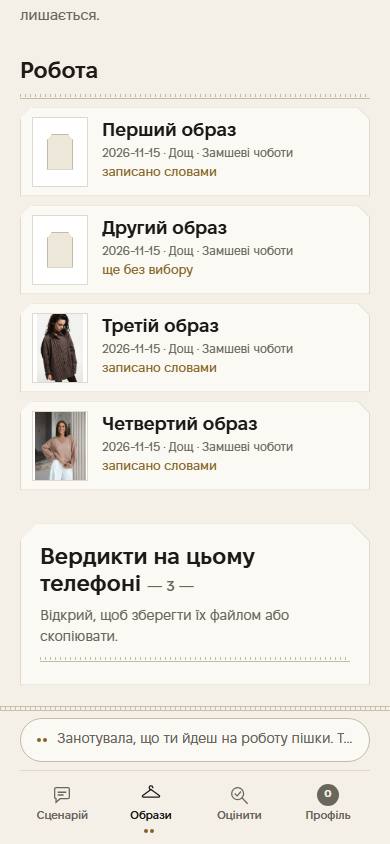 лишається.
Робота
Перший образ
2026-11-15 · Дощ · Замшеві чоботи
записано словами
Другий образ
2026-11-15 · Дощ · Замшеві чоботи
ще без вибору
Третій образ
2026-11-15 · Дощ · Замшеві чоботи
записано словами
Четвертий образ
2026-11-15 · Дощ · Замшеві чоботи
записано словами
Вердикти на цьому
телефоні — 3 —
Відкрий, щоб зберегти їх файлом або
скопіювати.
Занотувала, що ти йдеш на роботу пішки. Т...
Сценарій
Образи
Оцінити
О
Профіль